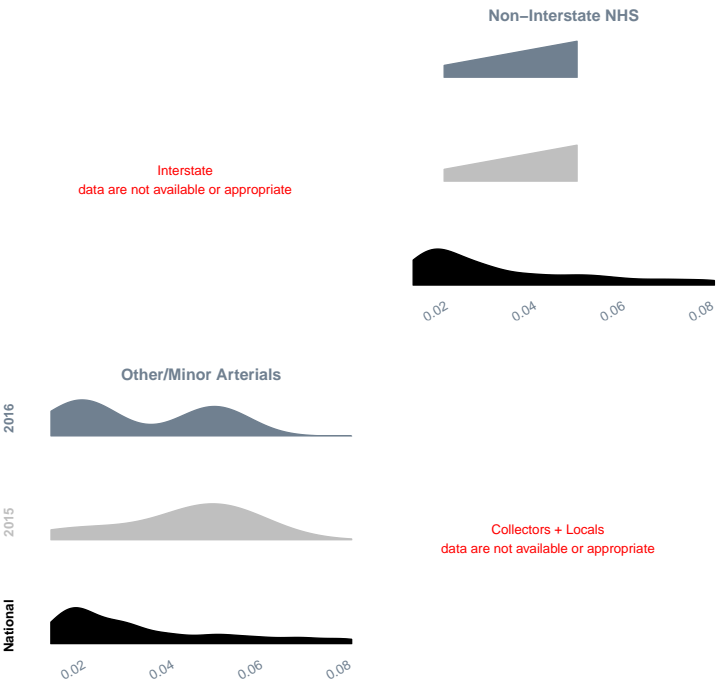 Non−Interstate NHS
Interstate
data are not available or appropriate
0.02
0.04
0.06
0.08
Other/Minor Arterials
2016
2015
Collectors + Locals
data are not available or appropriate
National
0.02
0.04
0.06
0.08